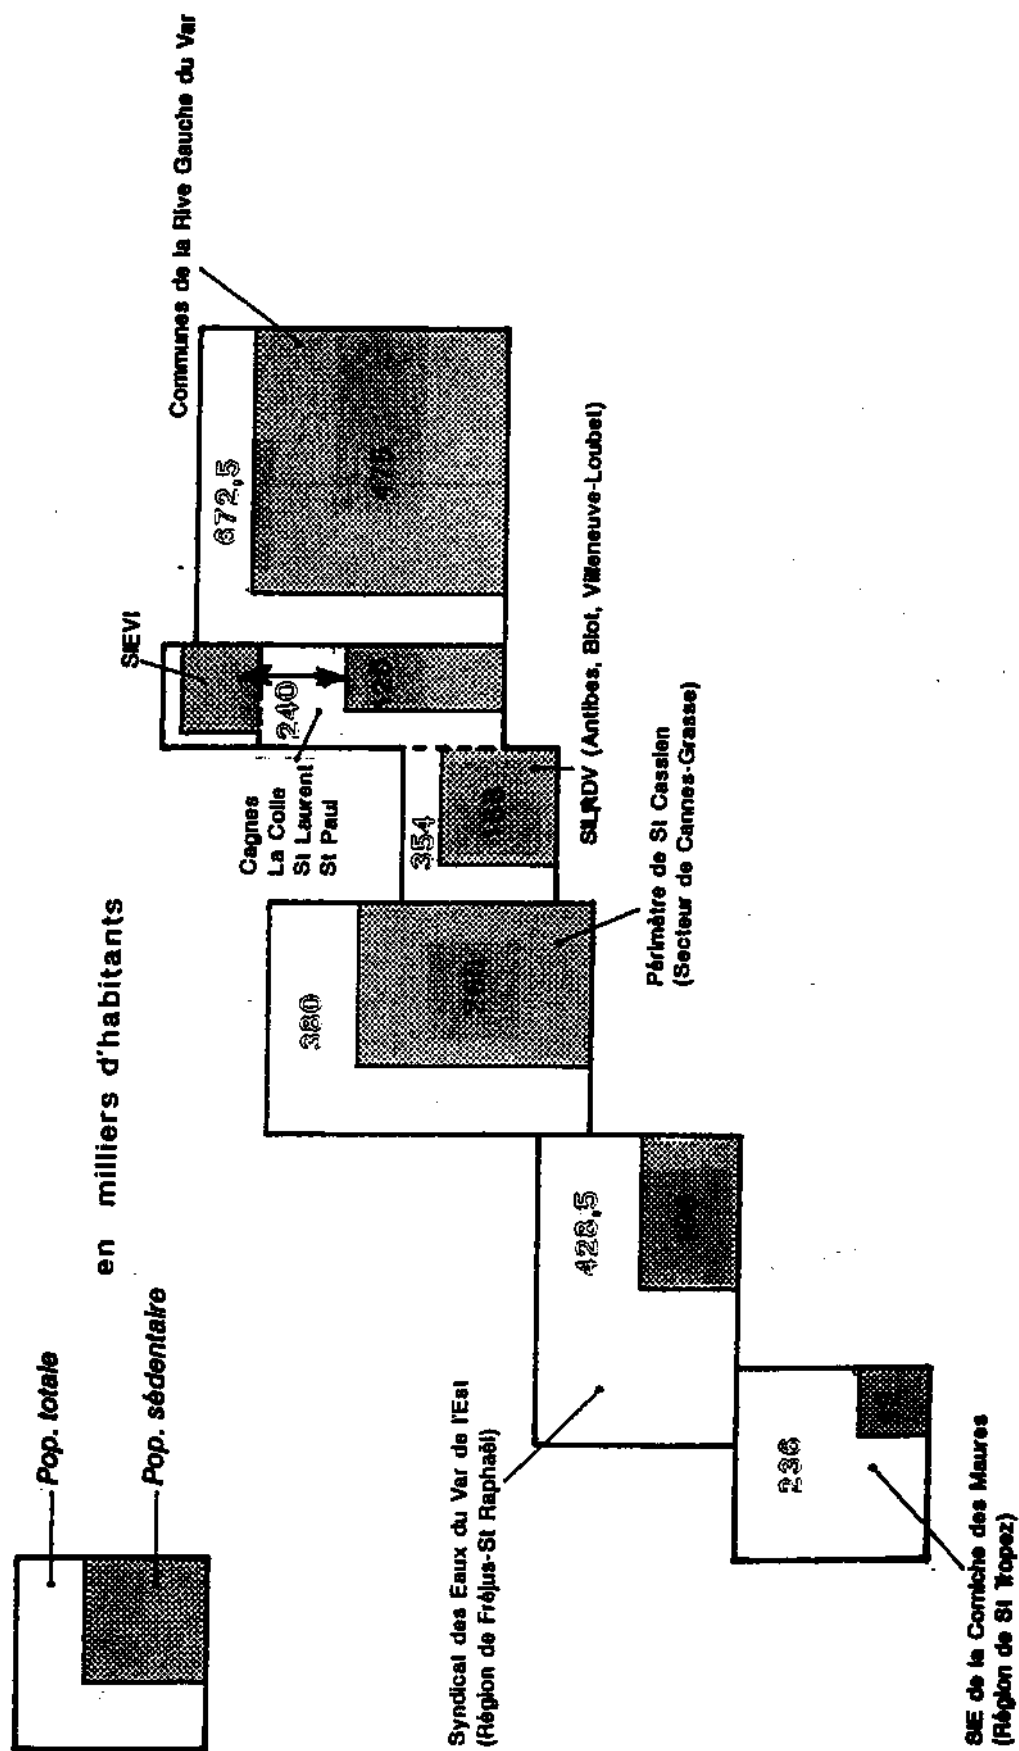 Pop. totale
Pop. sédentaire
en milliers d'habitants
Communes de la Rive Gauche du Var
672,5
475
SIEVI
240
125
Cagnes
La Colle
St Laurent
St Paul
354
SILRDV (Antibes, Biot, Villeneuve-Loubet)
380
Périmètre de St Cassien
(Secteur de Cannes-Grasse)
428,5
Syndicat des Eaux du Var de l'Est
(Région de Fréjus-St Raphaël)
236
SIE de la Corniche des Maures
(Région de St Tropez)